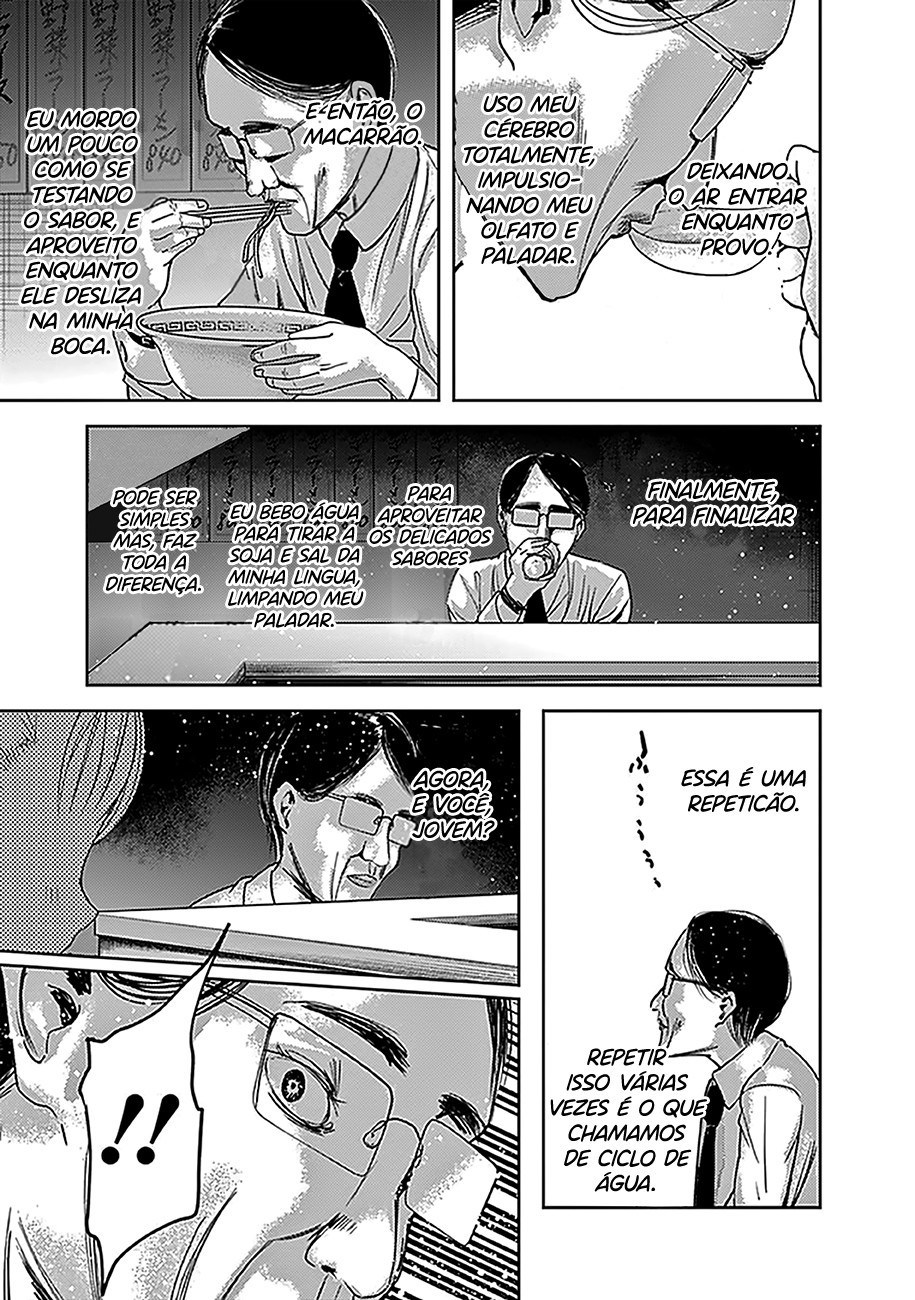 DEIXANDO
O AR ENTRAR
ENQUANTO
PROVO!
USO MEU
CÉREBRO
TOTALMENTE,
IMPULSIO-
NANDO MEU
OLFATO E
PALADAR.
E ENTÃO, O
MACARRÃO.
EU MORDO
UM POUCO
COMO SE
TESTANDO
O SABOR, E
APROVEITO
ENQUANTO
ELE DESLIZA
NA MINHA
BOCA.
840
FINALMENTE,
PARA FINALIZAR
PARA
APROVEITAR
OS DELICADOS
SABORES
EU BEBO ÁGUA
PARA TIRAR A
SOJA E SAL DA
MINHA LINGUA,
LIMPANDO MEU
PALADAR.
PODE SER
SIMPLES
MAS, FAZ
TODA A
DIFERENÇA.
ESSA É UMA
REPETICÃO.
REPETIR
ISSO VÁRIAS
VEZES É O QUE
CHAMAMOS
DE CICLO DE
ÁGUA.
AGORA,
E VOCÊ,
JOVEM?
!!